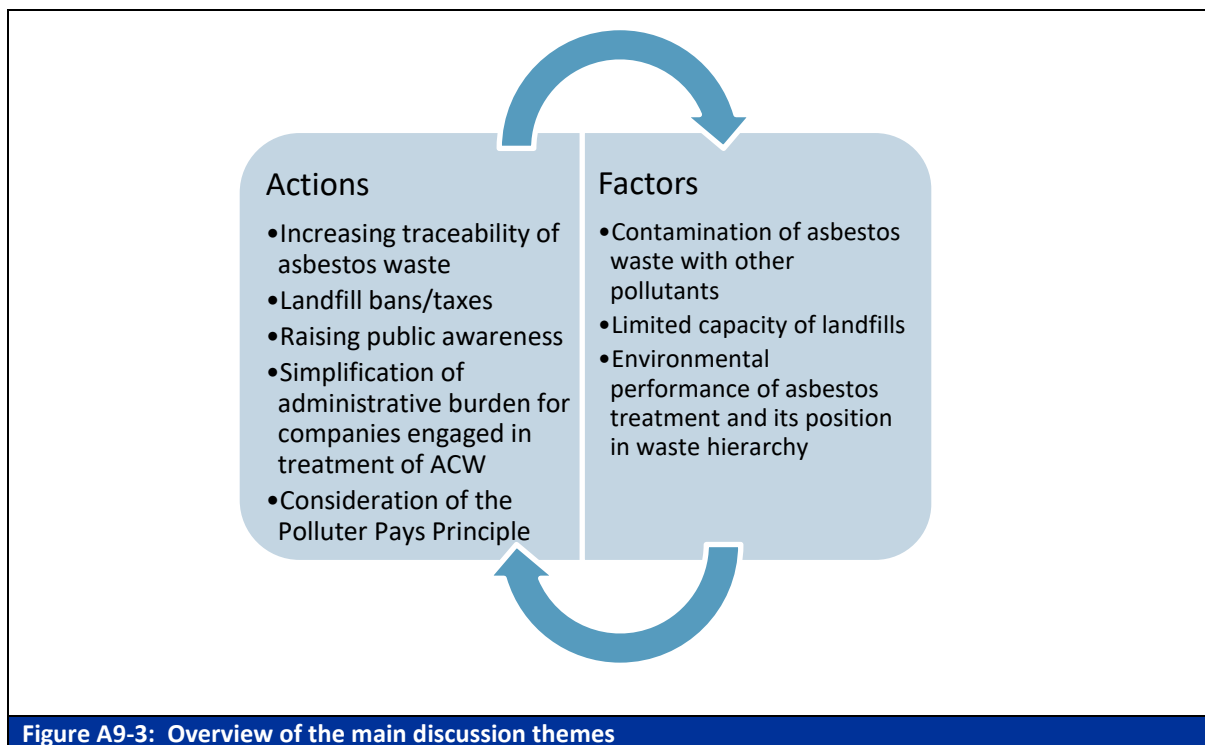 Actions
•Increasing traceability of
asbestos waste
•Landfill bans/taxes
•Raising public awareness
•Simplification of
administrative burden for
companies engaged in
treatment of ACW
•Consideration of the
Polluter Pays Principle
Factors
•Contamination of asbestos
waste with other
pollutants
•Limited capacity of landfills
•Environmental
performance of asbestos
treatment and its position
in waste hierarchy
Figure A9-3:  Overview of the main discussion themes